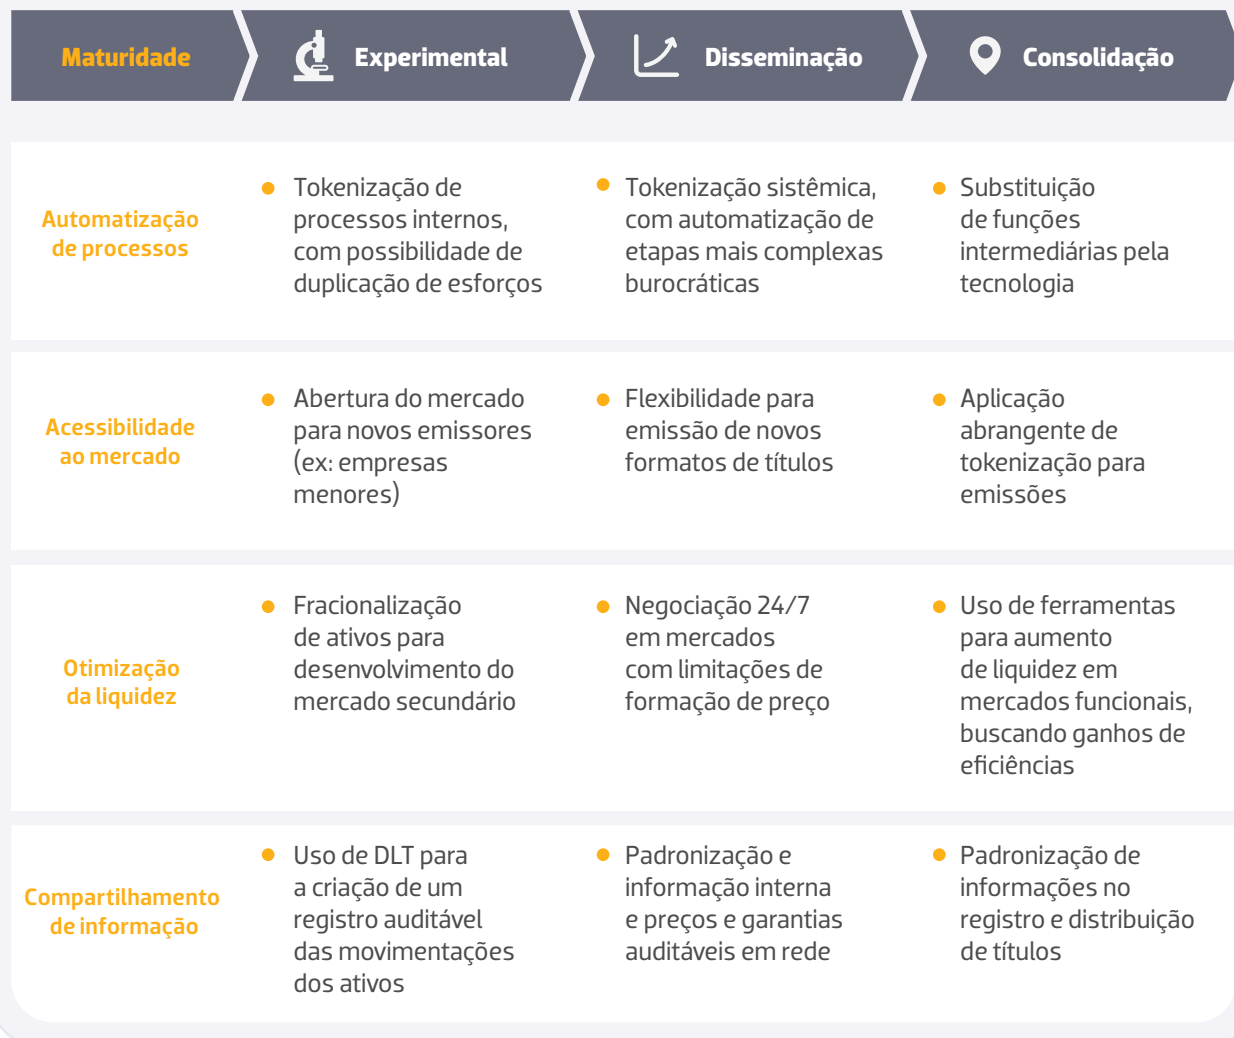 Maturidade
Experimental
Disseminação
Consolidação
Automatização
de processos
Tokenização de
processos internos,
com possibilidade de
duplicação de esforços
Tokenização sistêmica,
com automatização de
etapas mais complexas
burocráticas
Substituição
de funções
intermediárias pela
tecnologia
Acessibilidade
ao mercado
Abertura do mercado
para novos emissores
(ex: empresas
menores)
Flexibilidade para
emissão de novos
formatos de títulos
Aplicação
abrangente de
tokenização para
emissões
Otimização
da liquidez
Fracionalização
de ativos para
desenvolvimento do
mercado secundário
Negociação 24/7
em mercados
com limitações de
formação de preço
Uso de ferramentas
para aumento
de liquidez em
mercados funcionais,
buscando ganhos de
eficiências
Compartilhamento
de informação
Uso de DLT para
a criação de um
registro auditável
das movimentações
dos ativos
Padronização e
informação interna
e preços e garantias
auditáveis em rede
Padronização de
informações no
registro e distribuição
de títulos